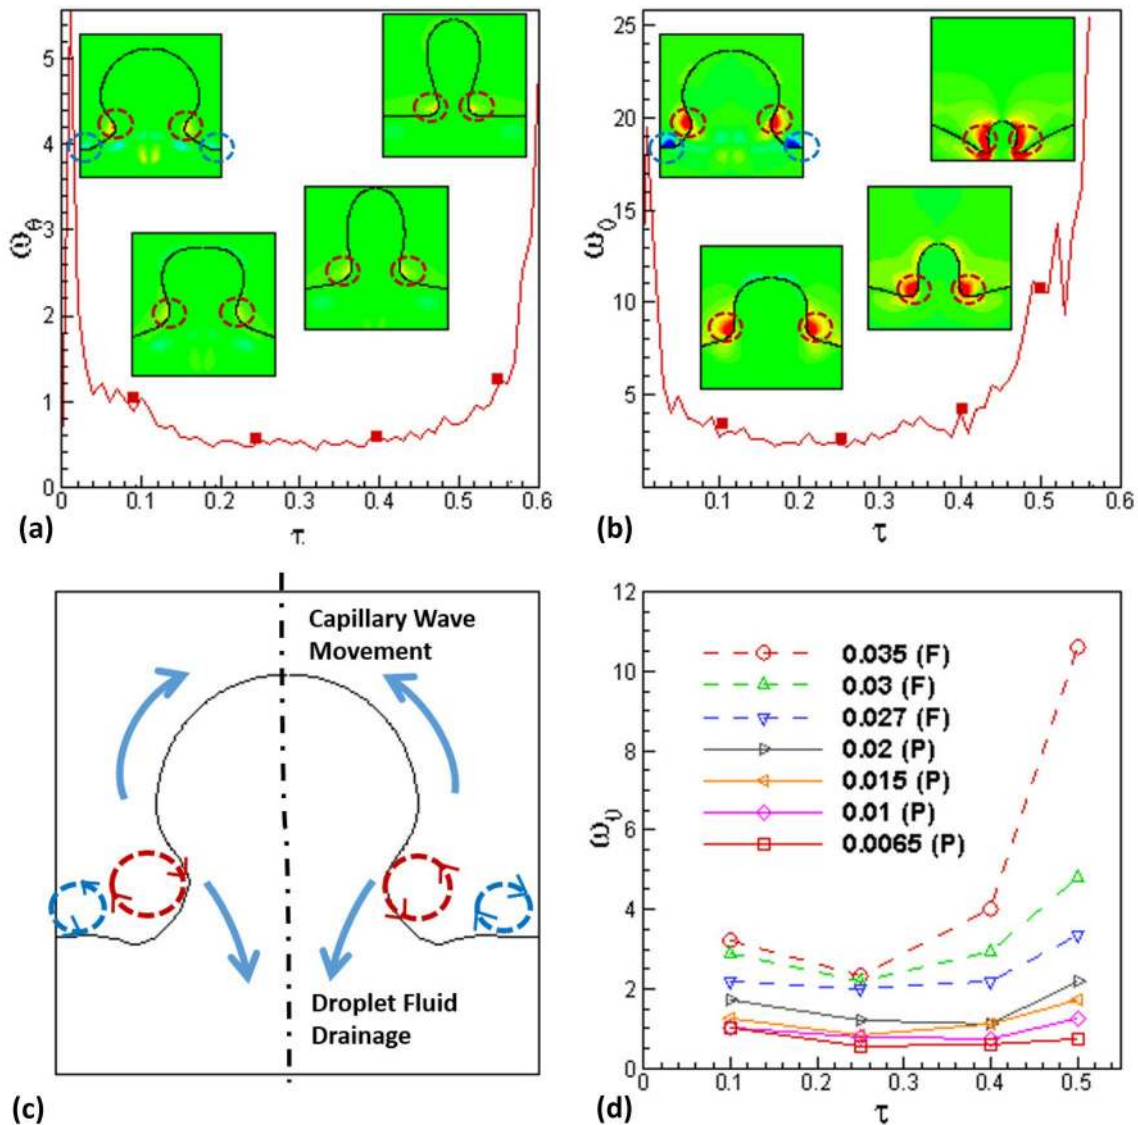 5
4
3
2
1
0
ω_θ
0
0.1
0.2
0.3
0.4
0.5
0.6
τ
(a)
25
20
15
10
5
ω_θ
0.1
0.2
0.3
0.4
0.5
0.6
τ
(b)
Capillary Wave
Movement
Droplet Fluid
Drainage
(c)
12
10
8
6
4
2
0
ω_θ
0.035 (F)
0.03 (F)
0.027 (F)
0.02 (P)
0.015 (P)
0.01 (P)
0.0065 (P)
0
0.1
0.2
0.3
0.4
0.5
τ
(d)